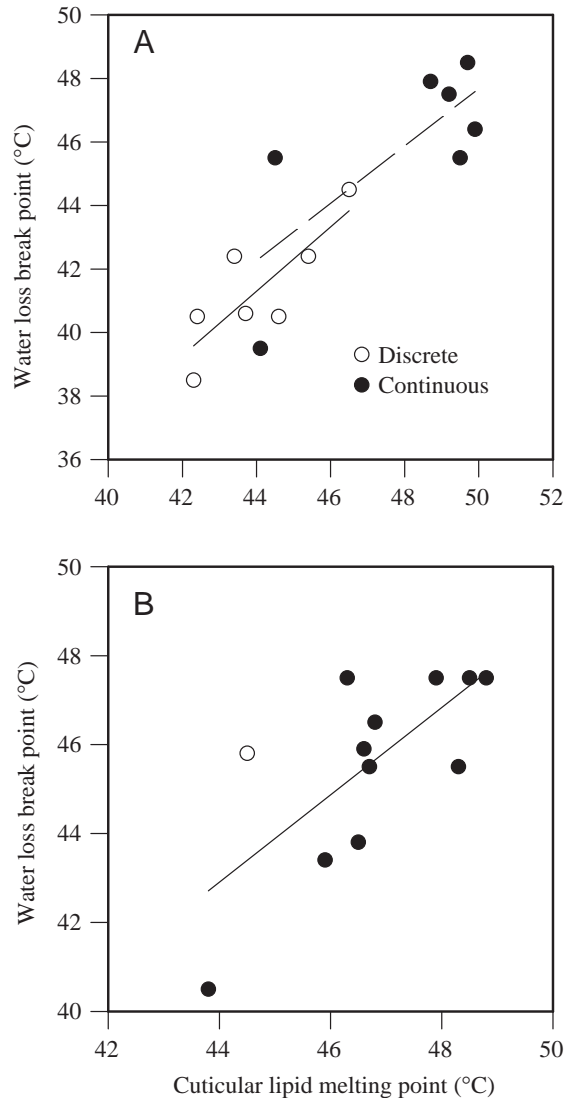 50
A
48
46
44
42
40
38
36
Water loss break point (°C)
Discrete
Continuous
40 42 44 46 48 50 52
50
B
48
46
44
42
40
Water loss break point (°C)
42 44 46 48 50
Cuticular lipid melting point (°C)